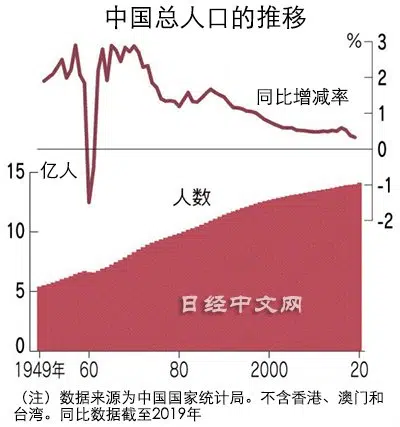 中国总人口的推移
%
3
同比增减率
2
1
0
-1
-2
亿人
15
人数
10
5
0
日经中文网
1949年 60 80 2000 20
（注）数据来源为中国国家统计局。不含香港、澳门和
台湾。同比数据截至2019年